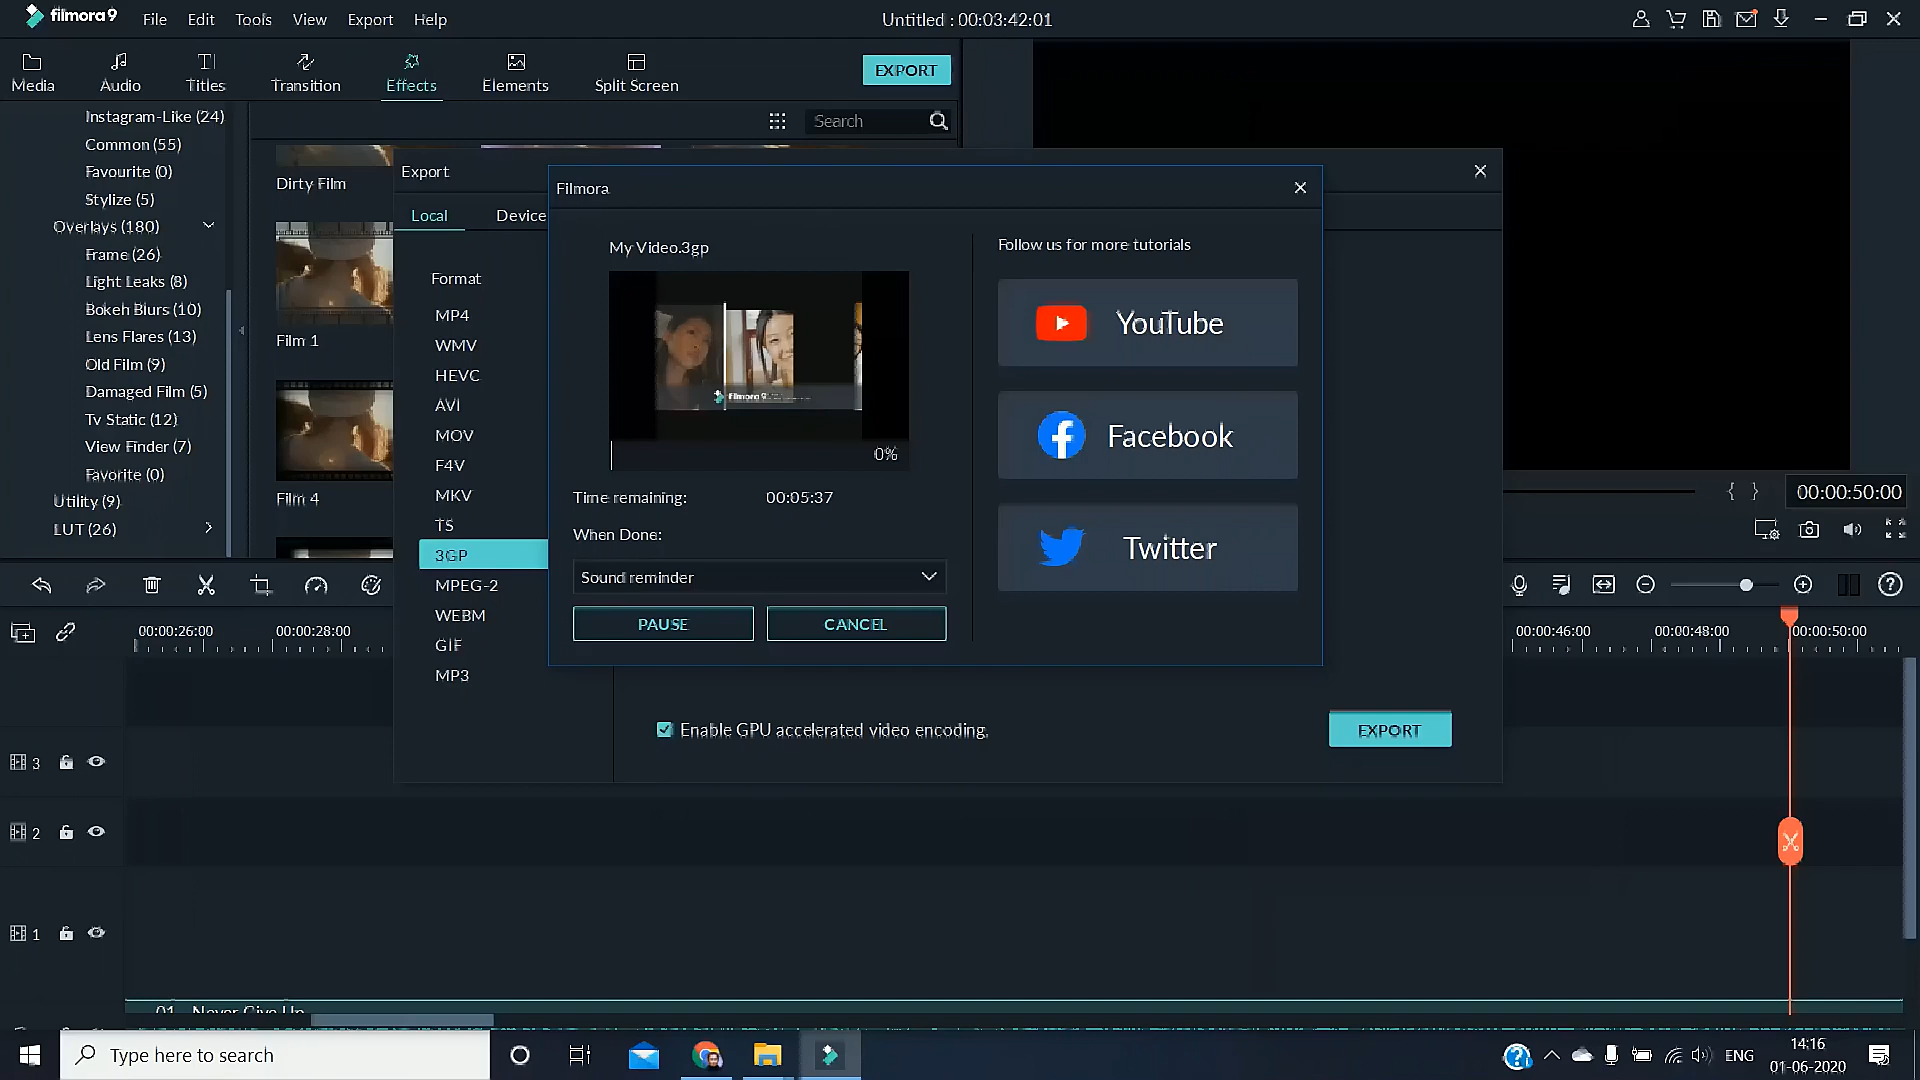 filmora9 File Edit Tools View Export Help Untitled : 00:03:42:01
Media Audio Titles Transition Effects Elements Split Screen EXPORT
Instagram-Like (24)
Common (55)
Favourite (0)
Stylize (5)
Overlays (180)
Frame (26)
Light Leaks (8)
Bokeh Blurs (10)
Lens Flares (13)
Old Film (9)
Damaged Film (5)
Tv Static (12)
View Finder (7)
Favorite (0)
Utility (9)
LUT (26)
Search
Dirty Film
Film 1
Film 4
Export
Local Device
Format
MP4
WMV
HEVC
AVI
MOV
F4V
MKV
TS
3GP
MPEG-2
WEBM
GIF
MP3
Filmora
My Video.3gp
Filmora9
0%
Time remaining: 00:05:37
When Done:
Sound reminder
PAUSE CANCEL
Follow us for more tutorials
YouTube
Facebook
Twitter
Enable GPU accelerated video encoding.
EXPORT
{ } 00:00:50:00
00:00:26:00 00:00:28:00 00:00:46:00 00:00:48:00 00:00:50:00
3
2
1
01 Never Give Up
Type here to search
ENG
14:16
01-06-2020